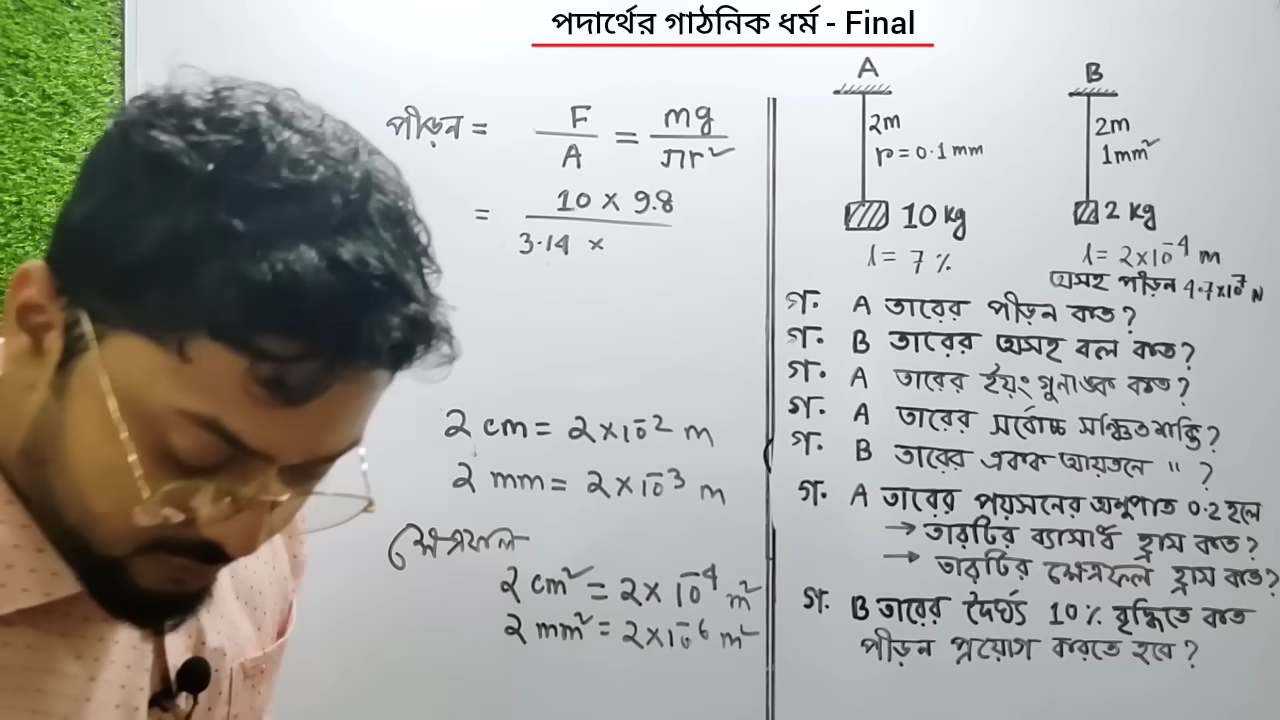 পদার্থের গাঠনিক ধর্ম - Final
পীড়ন = F/A = mg/πr²
= 10 × 9.8 / 3.14 ×
2 cm = 2×10⁻² m
2 mm = 2×10⁻³ m
ক্ষেত্রফল
2 cm² = 2×10⁻⁴ m²
2 mm² = 2×10⁻⁶ m²
A
2m
r = 0.1 mm
10 kg
l = 7 %
B
2m
1mm²
2 kg
l = 2×10⁻⁴ m
অসহ পীড়ন 4.7×10⁷ N
গ. A তারের পীড়ন কত?
গ. B তারের অসহ বল কত?
গ. A তারের ইয়ং গুনাঙ্ক কত?
গ. A তারের সর্বোচ্চ সঞ্চিতশক্তি?
গ. B তারের একক আয়তনে " ?
গ. A তারের পয়সনের অনুপাত 0.2 হলে
→ তারটির ব্যাসার্ধ হ্রাস কত?
→ তারটির ক্ষেত্রফল হ্রাস কত?
গ. B তারের দৈর্ঘ্য 10% বৃদ্ধিতে কত
পীড়ন প্রয়োগ করতে হবে?